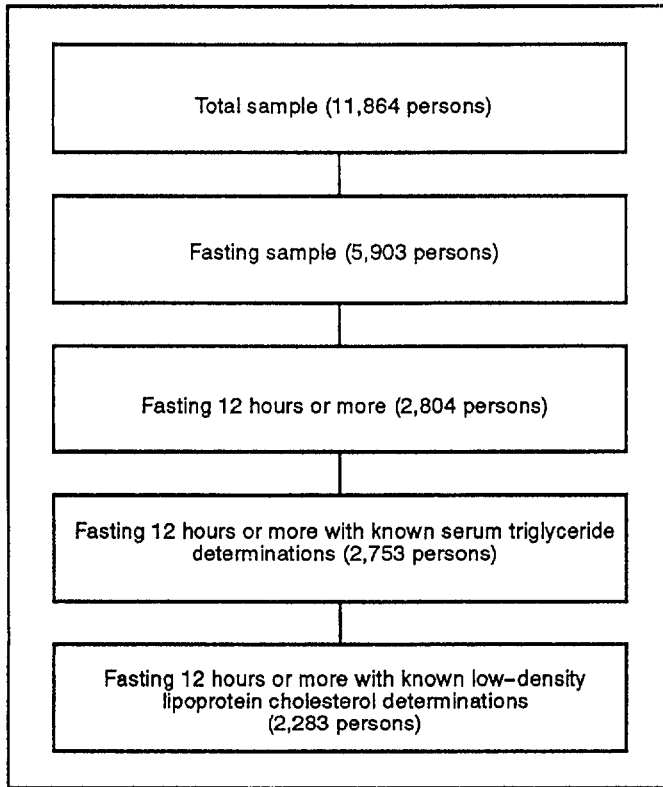 Total sample (11,864 persons)
Fasting sample (5,903 persons)
Fasting 12 hours or more (2,804 persons)
Fasting 12 hours or more with known serum triglyceride
determinations (2,753 persons)
Fasting 12 hours or more with known low–density
lipoprotein cholesterol determinations
(2,283 persons)